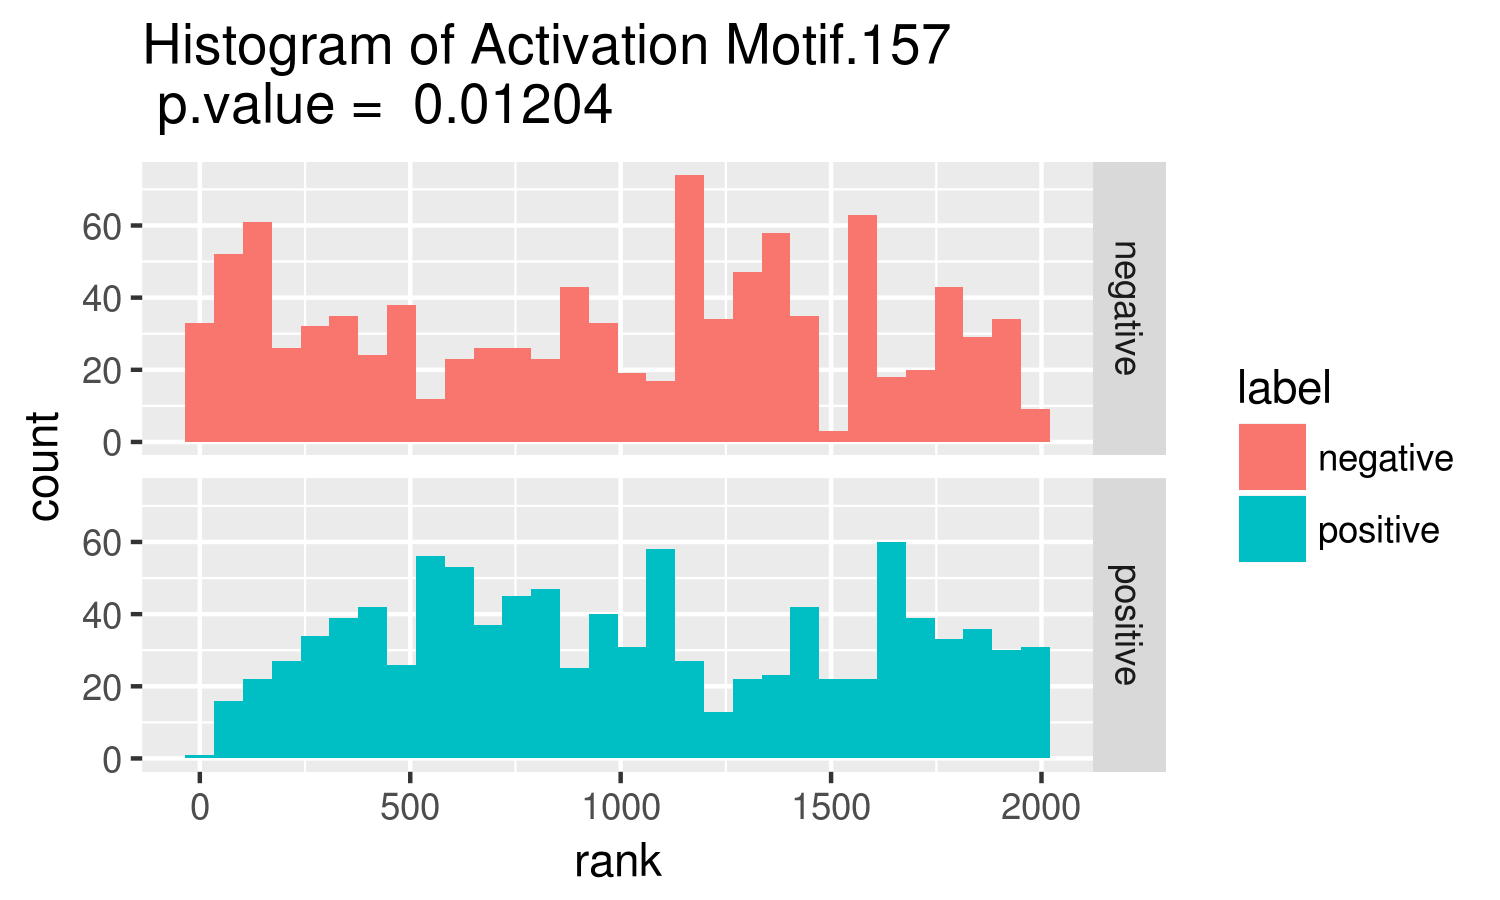 Histogram of Activation Motif.157
p.value =  0.01204
count
60
40
20
0
negative
60
40
20
0
positive
0 500 1000 1500 2000
rank
label
negative
positive